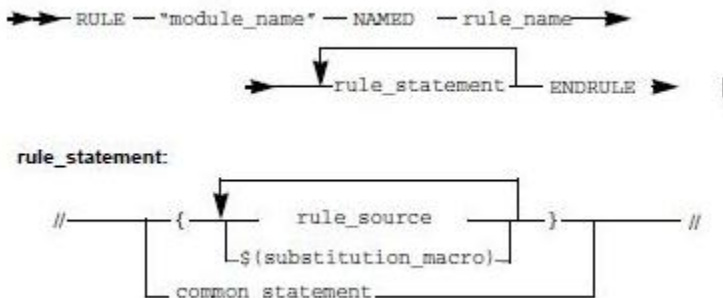 RULE "module_name" NAMED rule_name
rule_statement ENDRULE
rule_statement:
// { rule_source } //
$(substitution_macro)
common statement